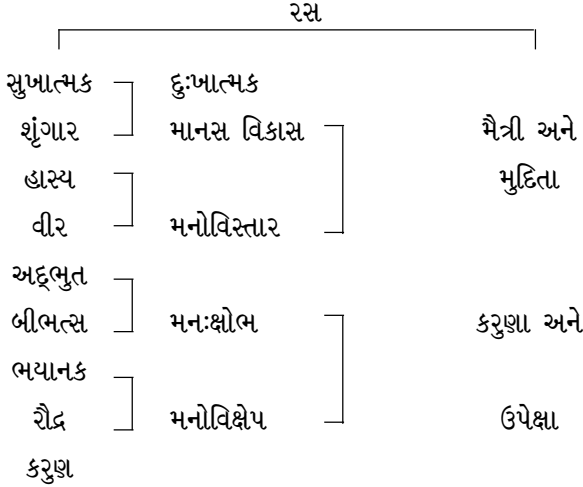 રસ
સુખાત્મક દુઃખાત્મક
શૃંગાર માનસ વિકાસ મૈત્રી અને
હાસ્ય મુદિતા
વીર મનોવિસ્તાર
અદ્ભુત
બીભત્સ મનઃક્ષોભ કરુણા અને
ભયાનક
રૌદ્ર મનોવિક્ષેપ ઉપેક્ષા
કરુણ